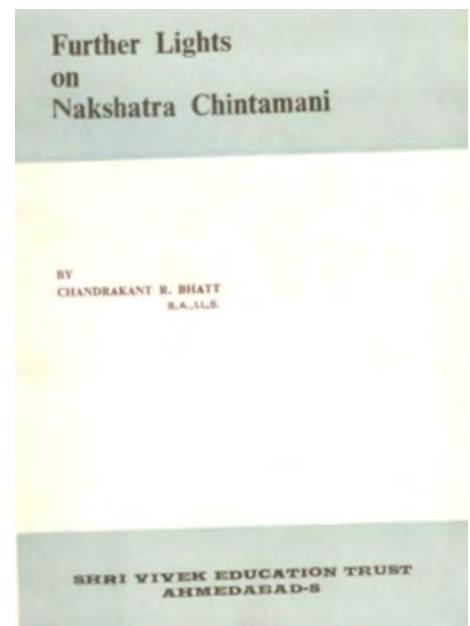 Further Lights
on
Nakshatra Chintamani
BY
CHANDRAKANT R. BHATT
B.A.,LL.B.
SHRI VIVEK EDUCATION TRUST
AHMEDABAD-8